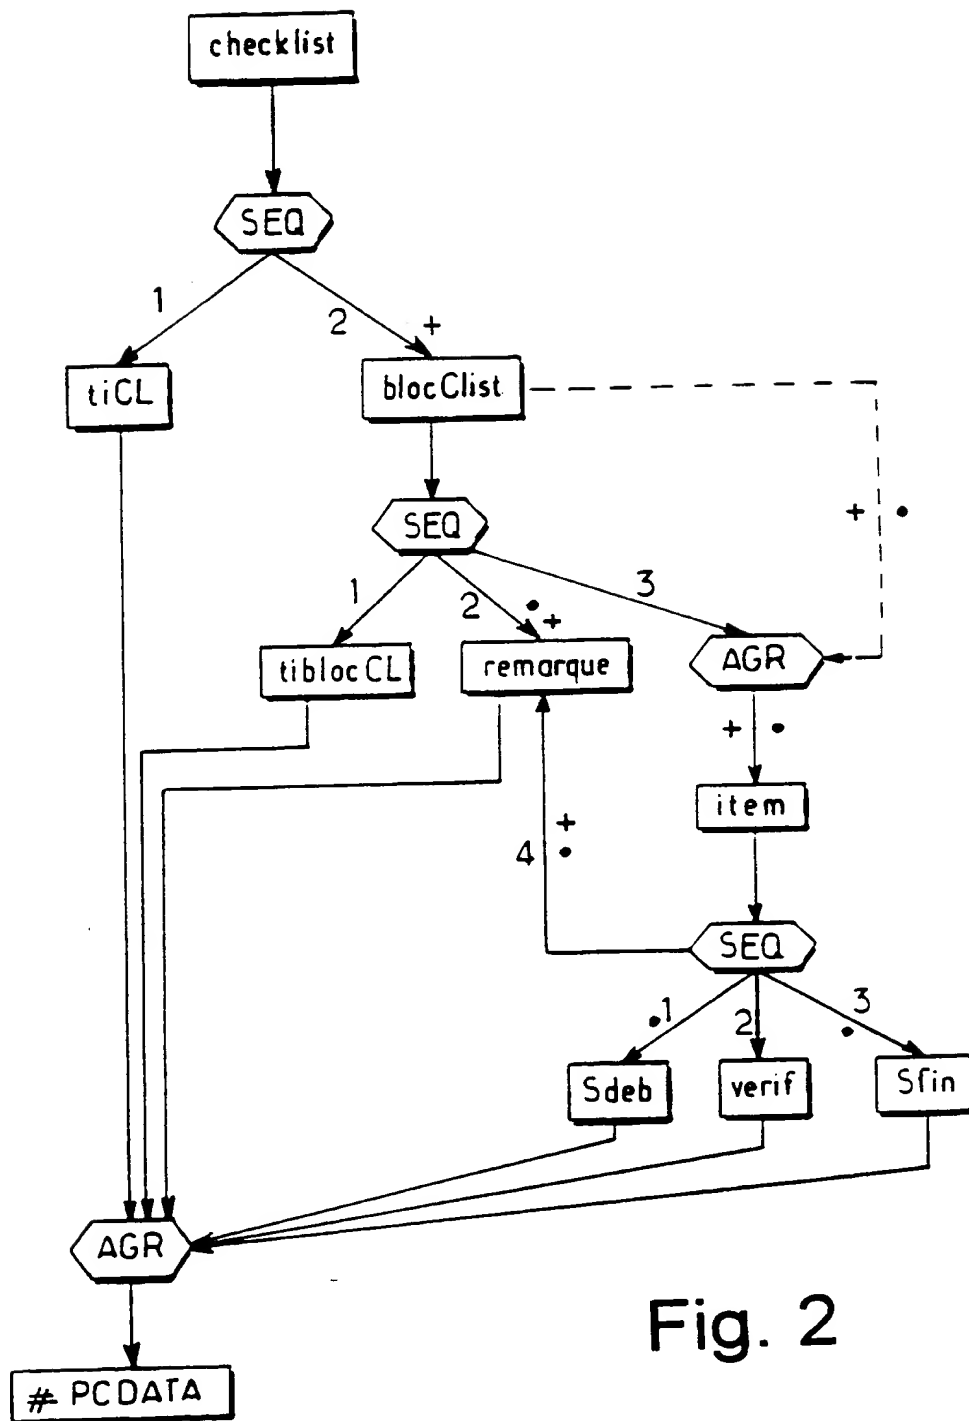 checklist
SEQ
1
2 +
tiCL
blocClist
+ •
SEQ
1
2
3
• +
tiblocCL
remarque
AGR
+ •
item
4
+
•
SEQ
•1
2
3
•
Sdeb
verif
Sfin
AGR
# PCDATA
Fig. 2